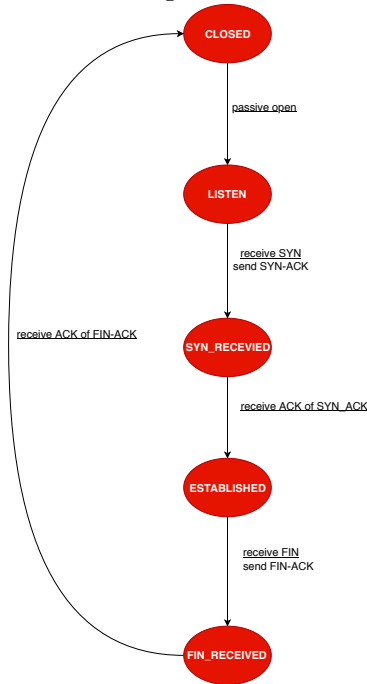 CLOSED
passive open
LISTEN
receive SYN
send SYN-ACK
SYN_RECEVIED
receive ACK of FIN-ACK
receive ACK of SYN_ACK
ESTABLISHED
receive FIN
send FIN-ACK
FIN_RECEIVED